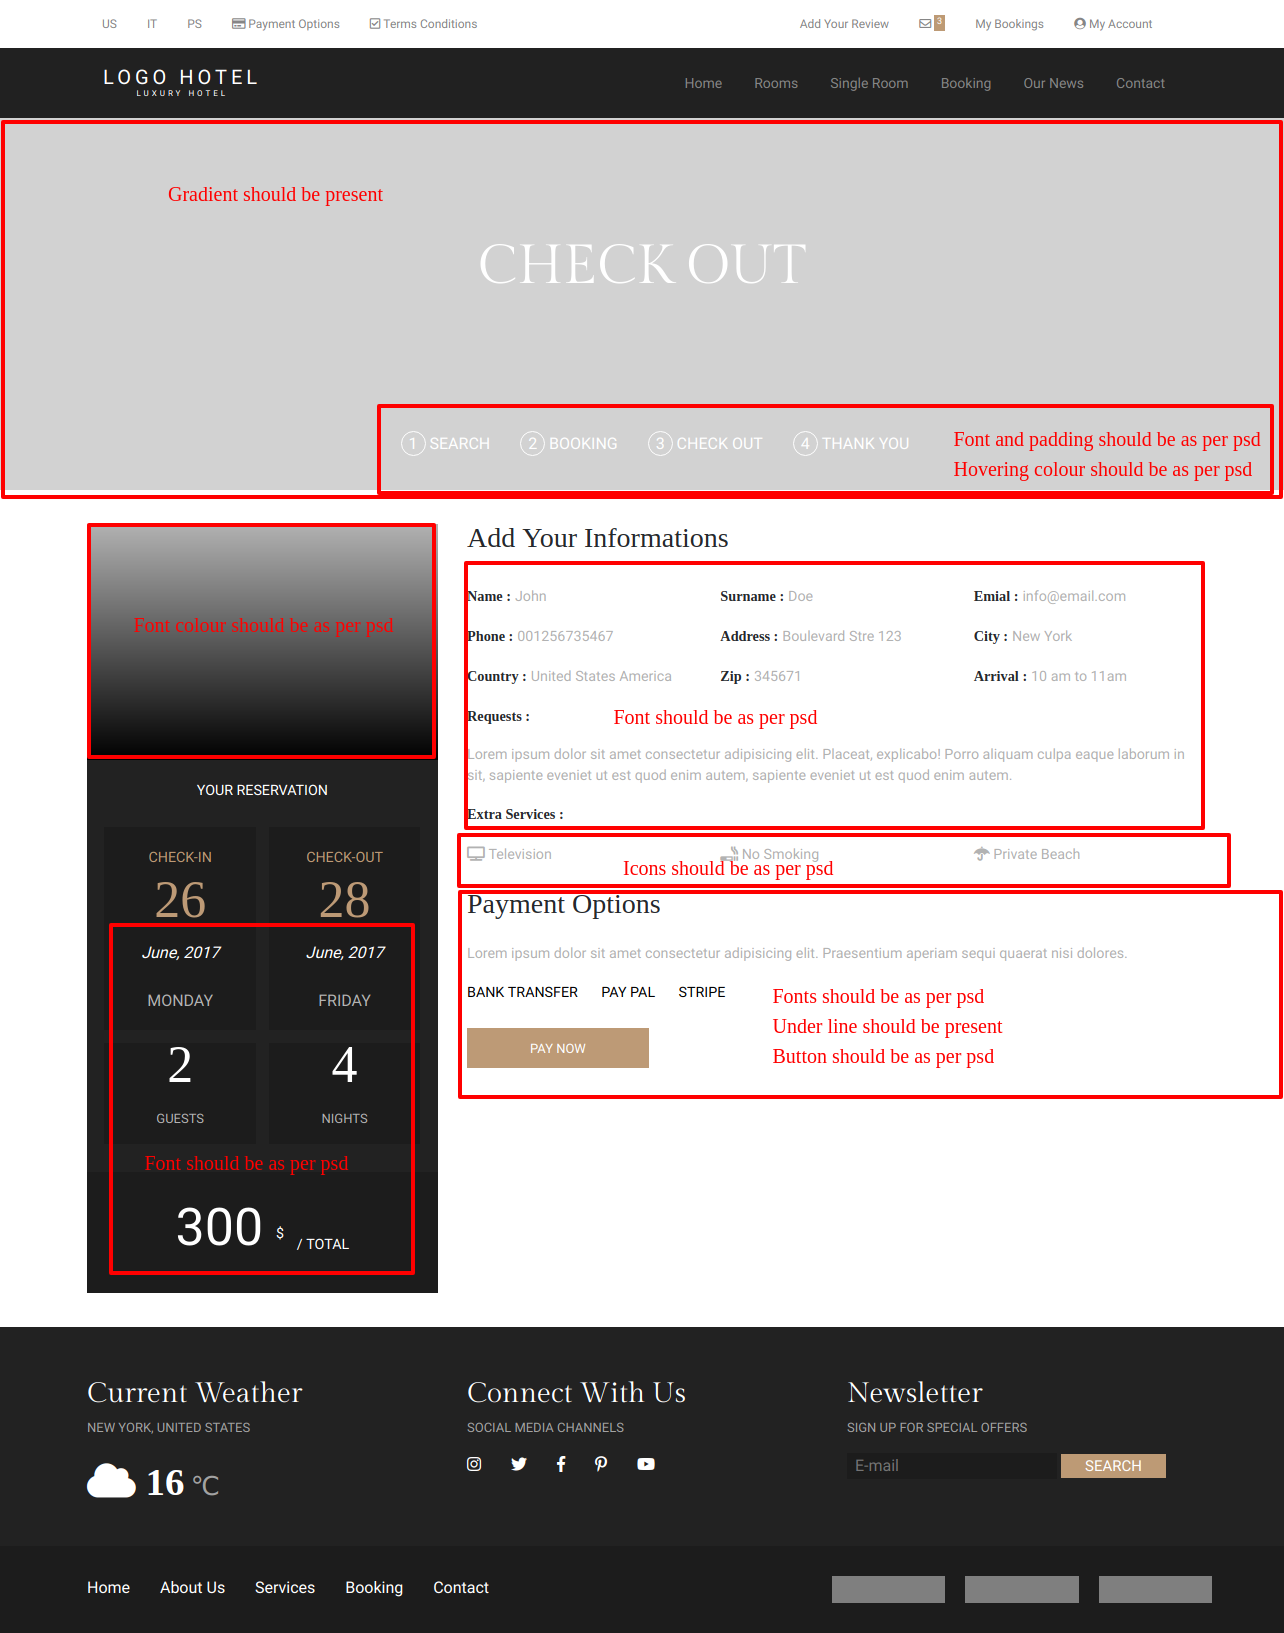 US IT PS Payment Options Terms Conditions Add Your Review 3 My Bookings My Account
LOGO HOTEL
LUXURY HOTEL
Home Rooms Single Room Booking Our News Contact
Gradient should be present
CHECK OUT
1 SEARCH 2 BOOKING 3 CHECK OUT 4 THANK YOU
Font and padding should be as per psd
Hovering colour should be as per psd
Font colour should be as per psd
YOUR RESERVATION
CHECK-IN CHECK-OUT
26 28
June, 2017 June, 2017
MONDAY FRIDAY
2 4
GUESTS NIGHTS
Font should be as per psd
300 $ / TOTAL
Add Your Informations
Name : John Surname : Doe Emial : info@email.com
Phone : 001256735467 Address : Boulevard Stre 123 City : New York
Country : United States America Zip : 345671 Arrival : 10 am to 11am
Requests :
Font should be as per psd
Lorem ipsum dolor sit amet consectetur adipisicing elit. Placeat, explicabo! Porro aliquam culpa eaque laborum in
sit, sapiente eveniet ut est quod enim autem, sapiente eveniet ut est quod enim autem.
Extra Services :
Television No Smoking Private Beach
Icons should be as per psd
Payment Options
Lorem ipsum dolor sit amet consectetur adipisicing elit. Praesentium aperiam sequi quaerat nisi dolores.
BANK TRANSFER PAY PAL STRIPE
Fonts should be as per psd
Under line should be present
Button should be as per psd
PAY NOW
Current Weather
NEW YORK, UNITED STATES
16 °C
Connect With Us
SOCIAL MEDIA CHANNELS
Newsletter
SIGN UP FOR SPECIAL OFFERS
E-mail SEARCH
Home About Us Services Booking Contact